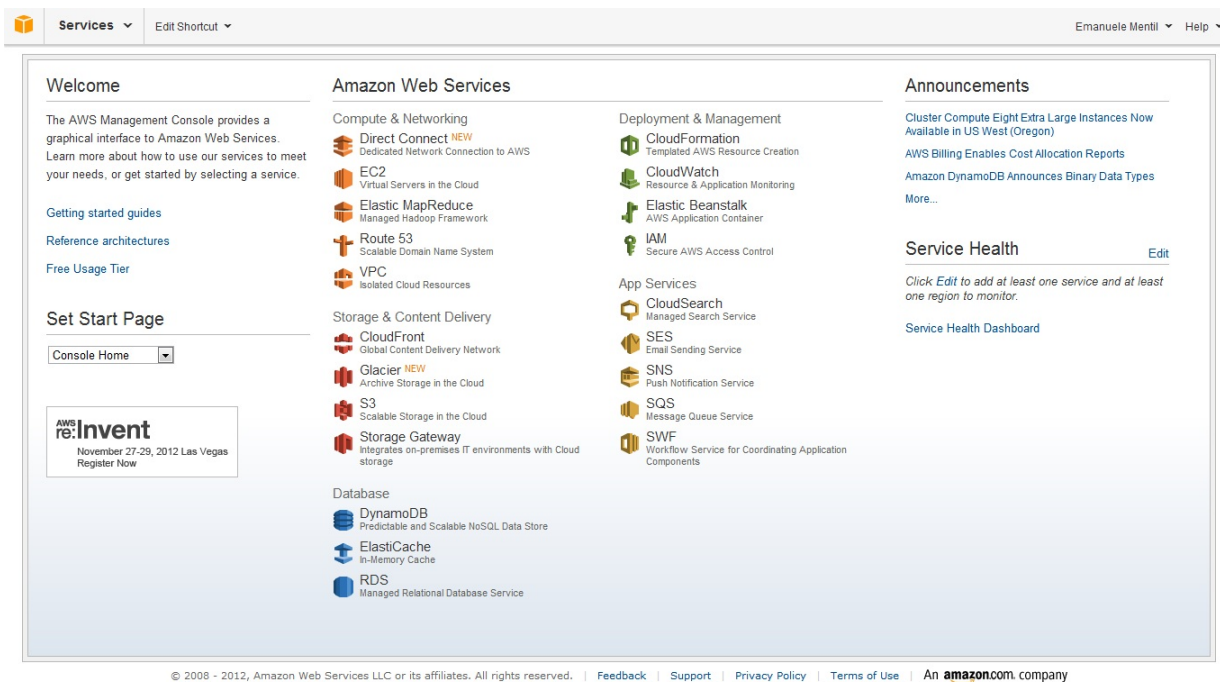 Services
Edit Shortcut
Emanuele Mentil
Help
Welcome
The AWS Management Console provides a
graphical interface to Amazon Web Services.
Learn more about how to use our services to meet
your needs, or get started by selecting a service.
Getting started guides
Reference architectures
Free Usage Tier
Set Start Page
Console Home
AWS
re:Invent
November 27-29, 2012 Las Vegas
Register Now
Amazon Web Services
Compute & Networking
Direct Connect NEW
Dedicated Network Connection to AWS
EC2
Virtual Servers in the Cloud
Elastic MapReduce
Managed Hadoop Framework
Route 53
Scalable Domain Name System
VPC
Isolated Cloud Resources
Storage & Content Delivery
CloudFront
Global Content Delivery Network
Glacier NEW
Archive Storage in the Cloud
S3
Scalable Storage in the Cloud
Storage Gateway
Integrates on-premises IT environments with Cloud
storage
Database
DynamoDB
Predictable and Scalable NoSQL Data Store
ElastiCache
In-Memory Cache
RDS
Managed Relational Database Service
Deployment & Management
CloudFormation
Templated AWS Resource Creation
CloudWatch
Resource & Application Monitoring
Elastic Beanstalk
AWS Application Container
IAM
Secure AWS Access Control
App Services
CloudSearch
Managed Search Service
SES
Email Sending Service
SNS
Push Notification Service
SQS
Message Queue Service
SWF
Workflow Service for Coordinating Application
Components
Announcements
Cluster Compute Eight Extra Large Instances Now
Available in US West (Oregon)
AWS Billing Enables Cost Allocation Reports
Amazon DynamoDB Announces Binary Data Types
More...
Service Health
Edit
Click Edit to add at least one service and at least
one region to monitor.
Service Health Dashboard
© 2008 - 2012, Amazon Web Services LLC or its affiliates. All rights reserved. | Feedback | Support | Privacy Policy | Terms of Use | An amazon.com. company